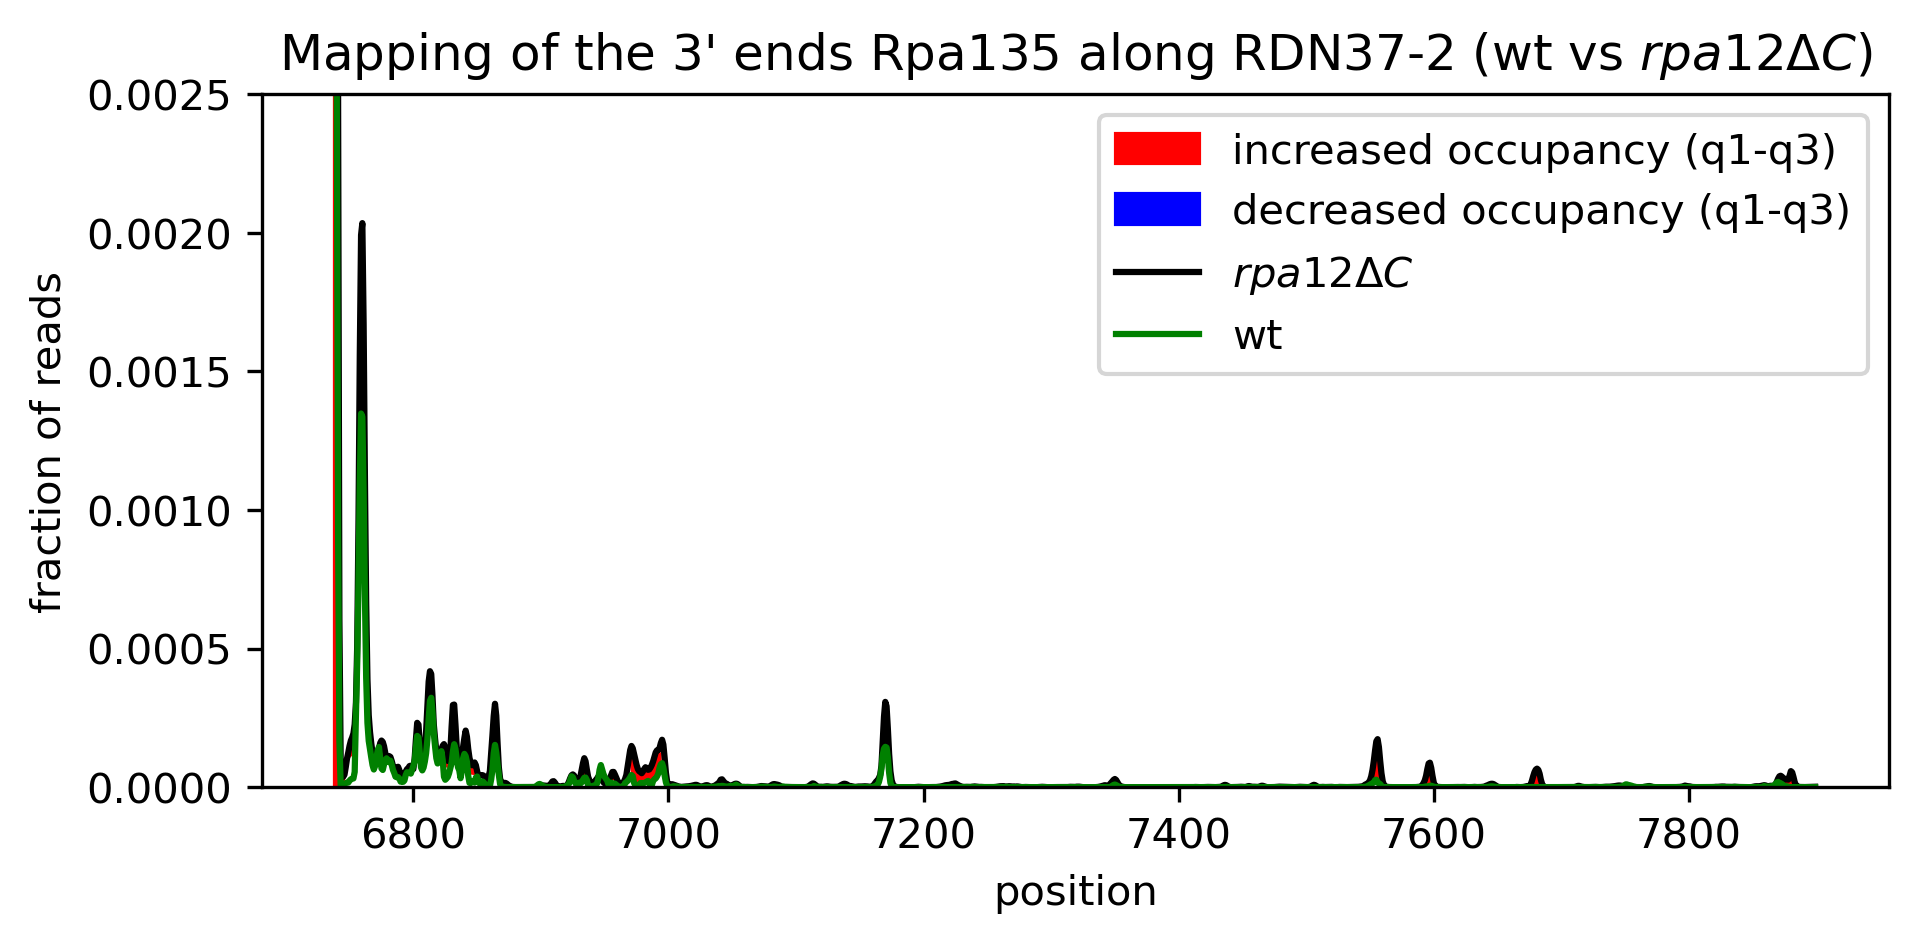 Mapping of the 3' ends Rpa135 along RDN37-2 (wt vs rpa12ΔC)
0.0025
0.0020
0.0015
0.0010
0.0005
0.0000
fraction of reads
increased occupancy (q1-q3)
decreased occupancy (q1-q3)
rpa12ΔC
wt
6800 7000 7200 7400 7600 7800
position